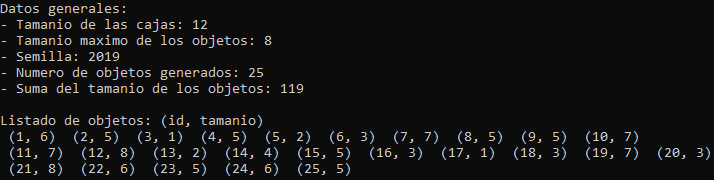 Datos generales:
- Tamanio de las cajas: 12
- Tamanio maximo de los objetos: 8
- Semilla: 2019
- Numero de objetos generados: 25
- Suma del tamanio de los objetos: 119
Listado de objetos: (id, tamanio)
(1, 6) (2, 5) (3, 1) (4, 5) (5, 2) (6, 3) (7, 7) (8, 5) (9, 5) (10, 7)
(11, 7) (12, 8) (13, 2) (14, 4) (15, 5) (16, 3) (17, 1) (18, 3) (19, 7) (20, 3)
(21, 8) (22, 6) (23, 5) (24, 6) (25, 5)